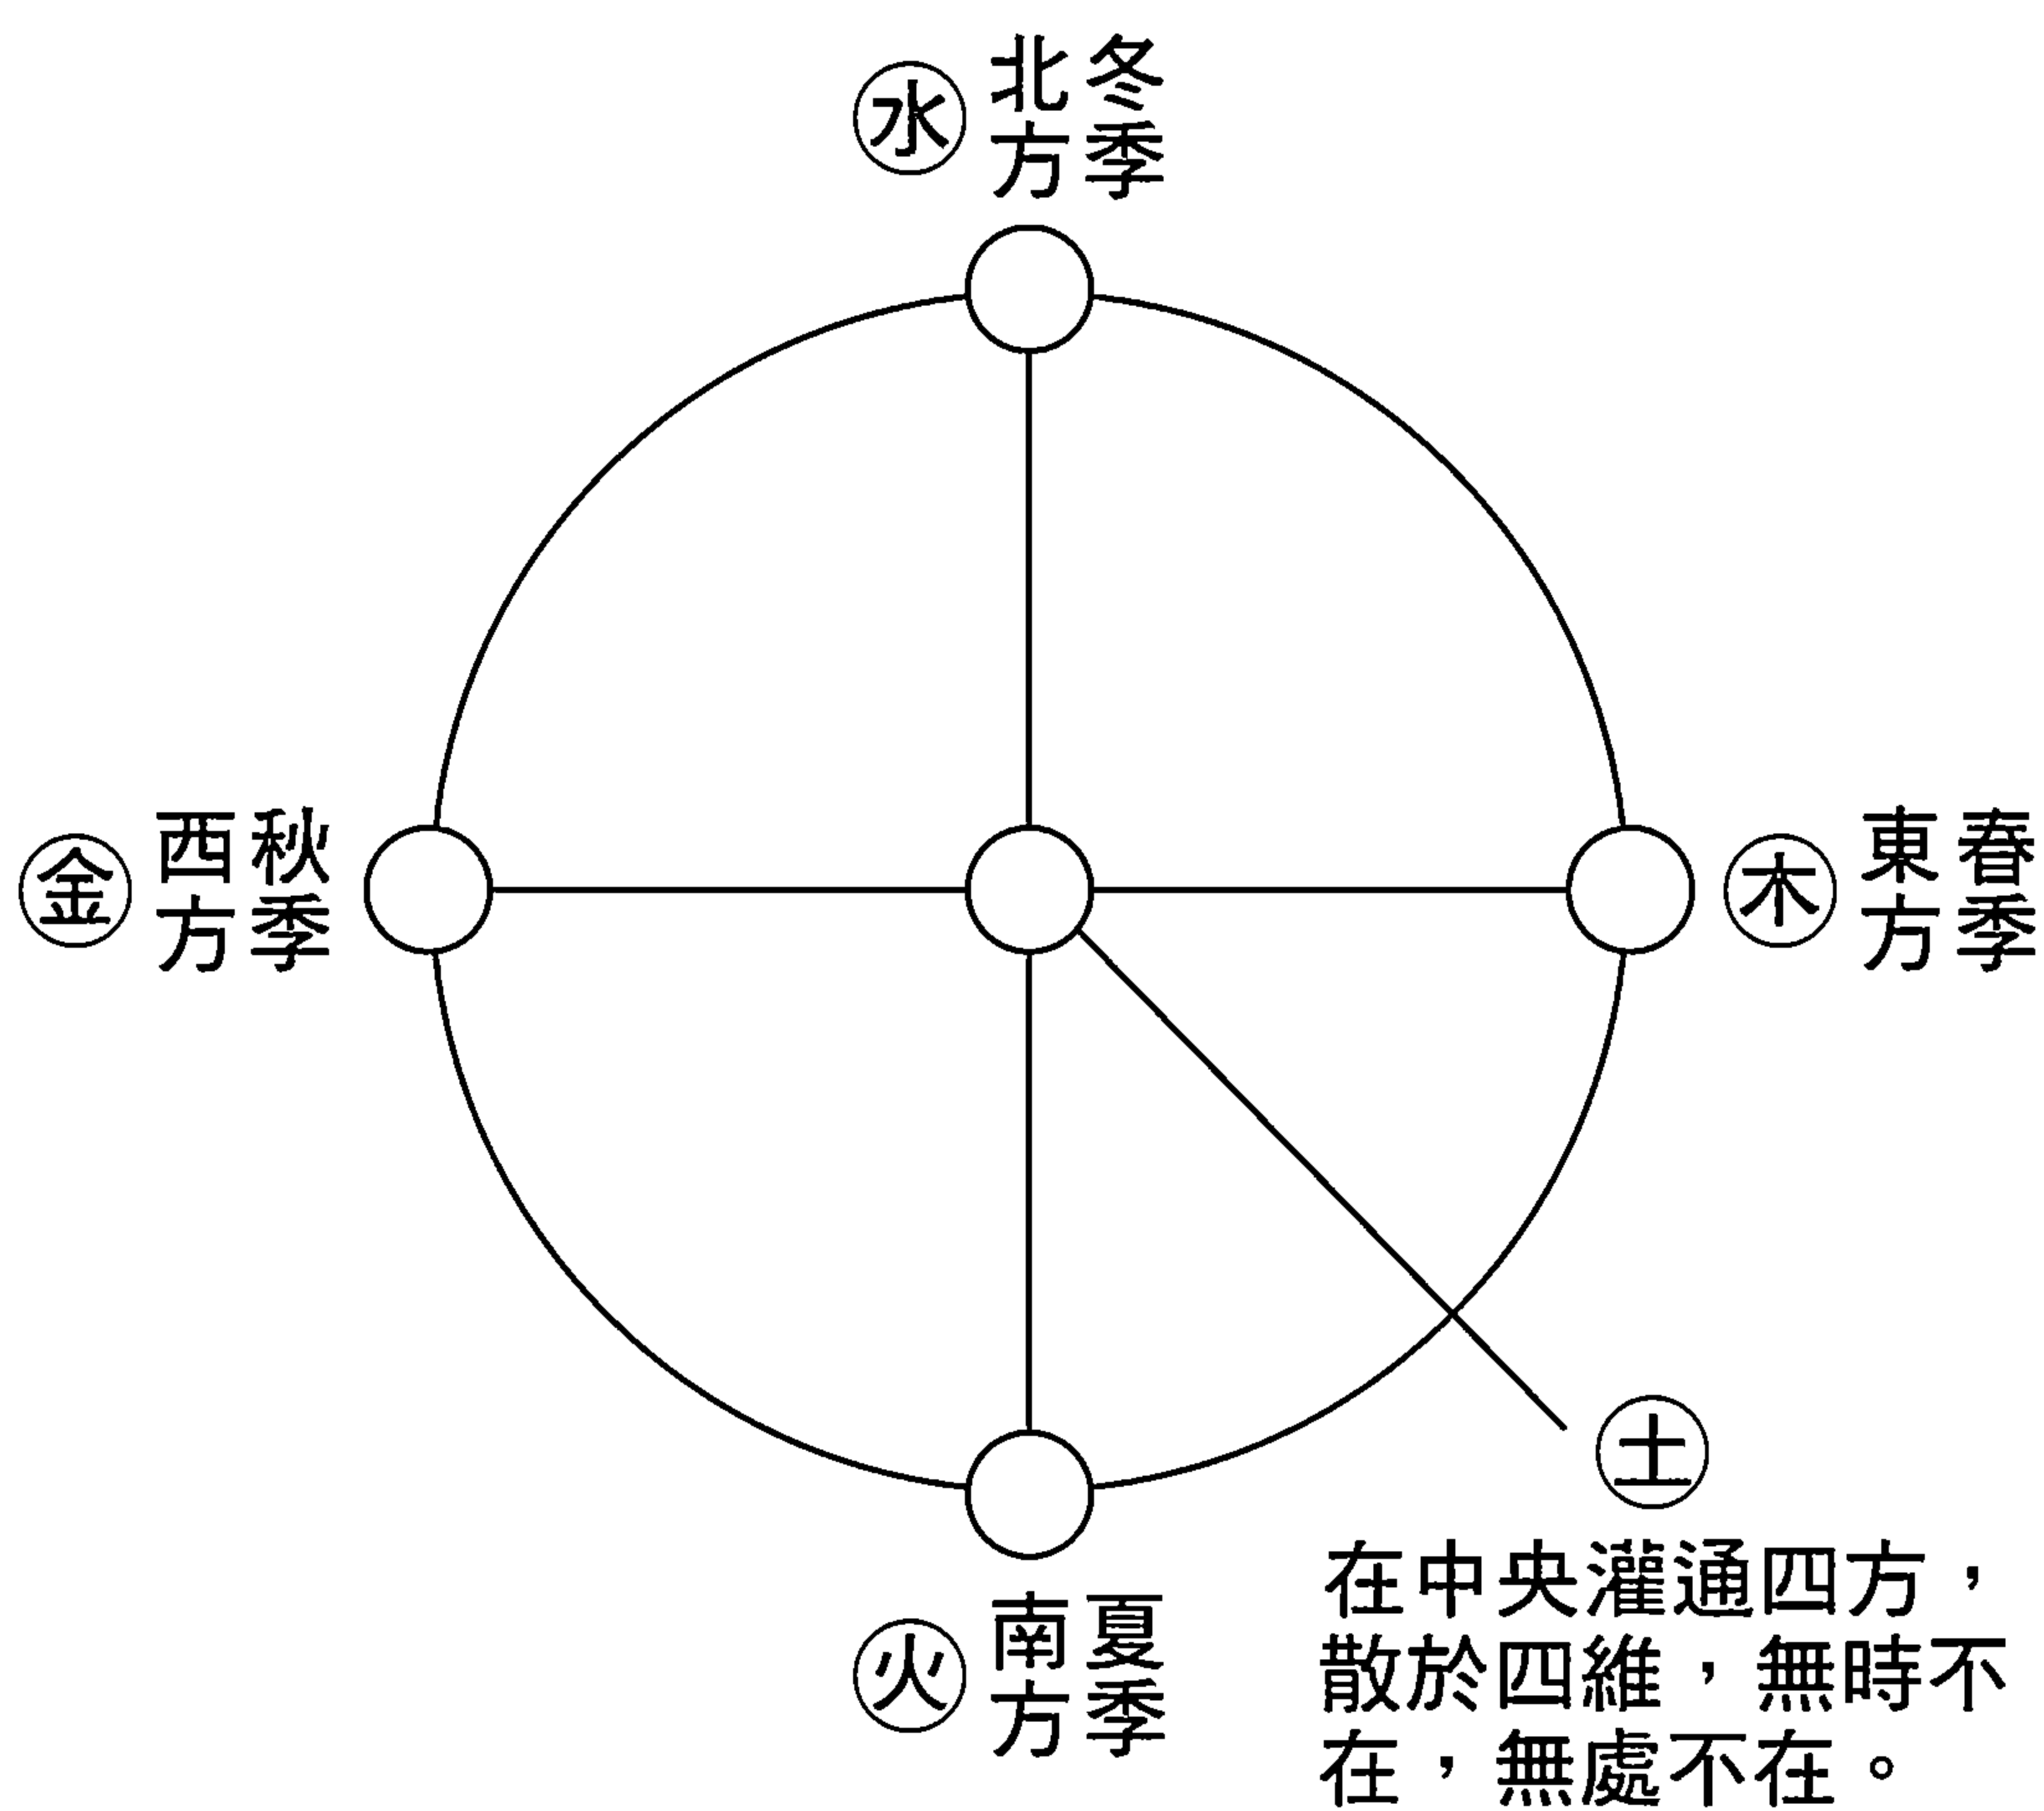 冬季
北方
水
春季
東方
木
秋季
西方
金
夏季
南方
火
土
在中央灌通四方，
散於四維，無時不
在，無處不在。